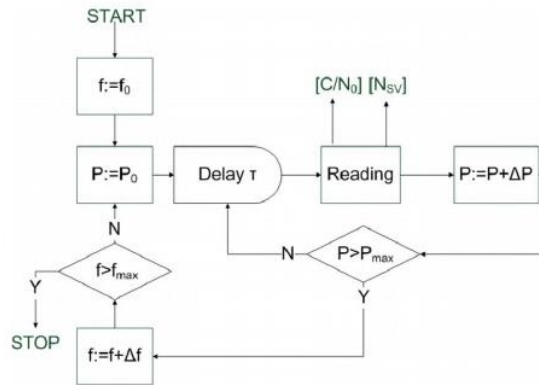 START
f:=f₀
[C/N₀] [Nsv]
P:=P₀
Delay τ
Reading
P:=P+ΔP
N
f>fmax
N
P>Pmax
Y
Y
STOP
f:=f+Δf